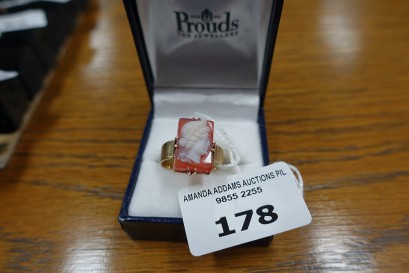 Prouds
THE JEWELLERS
AMANDA ADDAMS AUCTIONS P/L
9855 2255
178